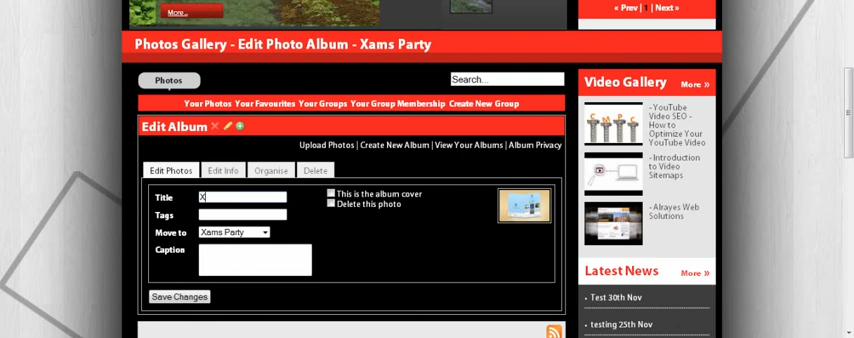 More...
« Prev | 1 | Next »
Photos Gallery - Edit Photo Album - Xams Party
Photos
Search...
Your Photos Your Favourites Your Groups Your Group Membership Create New Group
Edit Album
Upload Photos | Create New Album | View Your Albums | Album Privacy
Edit Photos
Edit Info
Organise
Delete
Title
X
This is the album cover
Delete this photo
Tags
Move to
Xams Party
Caption
Save Changes
Video Gallery
More »
- YouTube
Video SEO -
How to
Optimize Your
YouTube Video
C M P C
- Introduction
to Video
Sitemaps
- Alrayes Web
Solutions
Latest News
More »
• Test 30th Nov
• testing 25th Nov